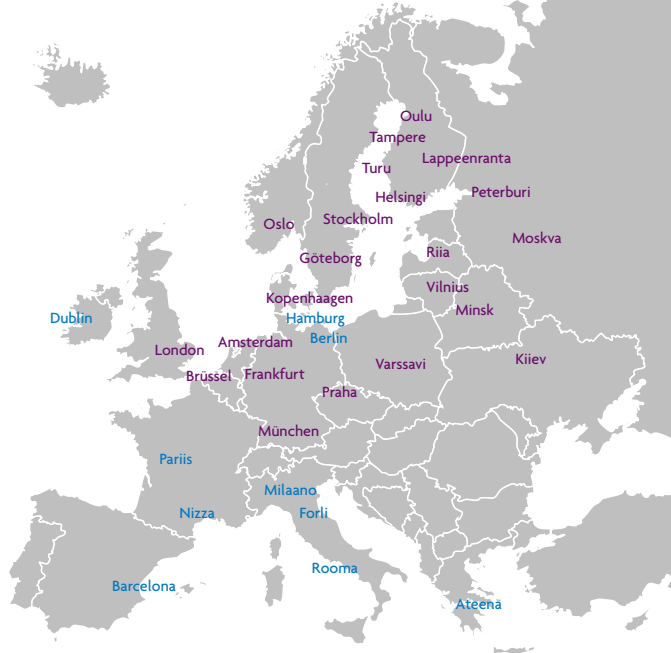 Oulu
Tampere
Lappeenranta
Turu
Peterburi
Helsingi
Stockholm
Oslo
Moskva
Riia
Göteborg
Vilnius
Kopenhaagen
Minsk
Dublin
Hamburg
Berlin
Amsterdam
London
Kiiev
Varssavi
Frankfurt
Brüssel
Praha
München
Pariis
Milaano
Nizza
Forli
Rooma
Barcelona
Ateena